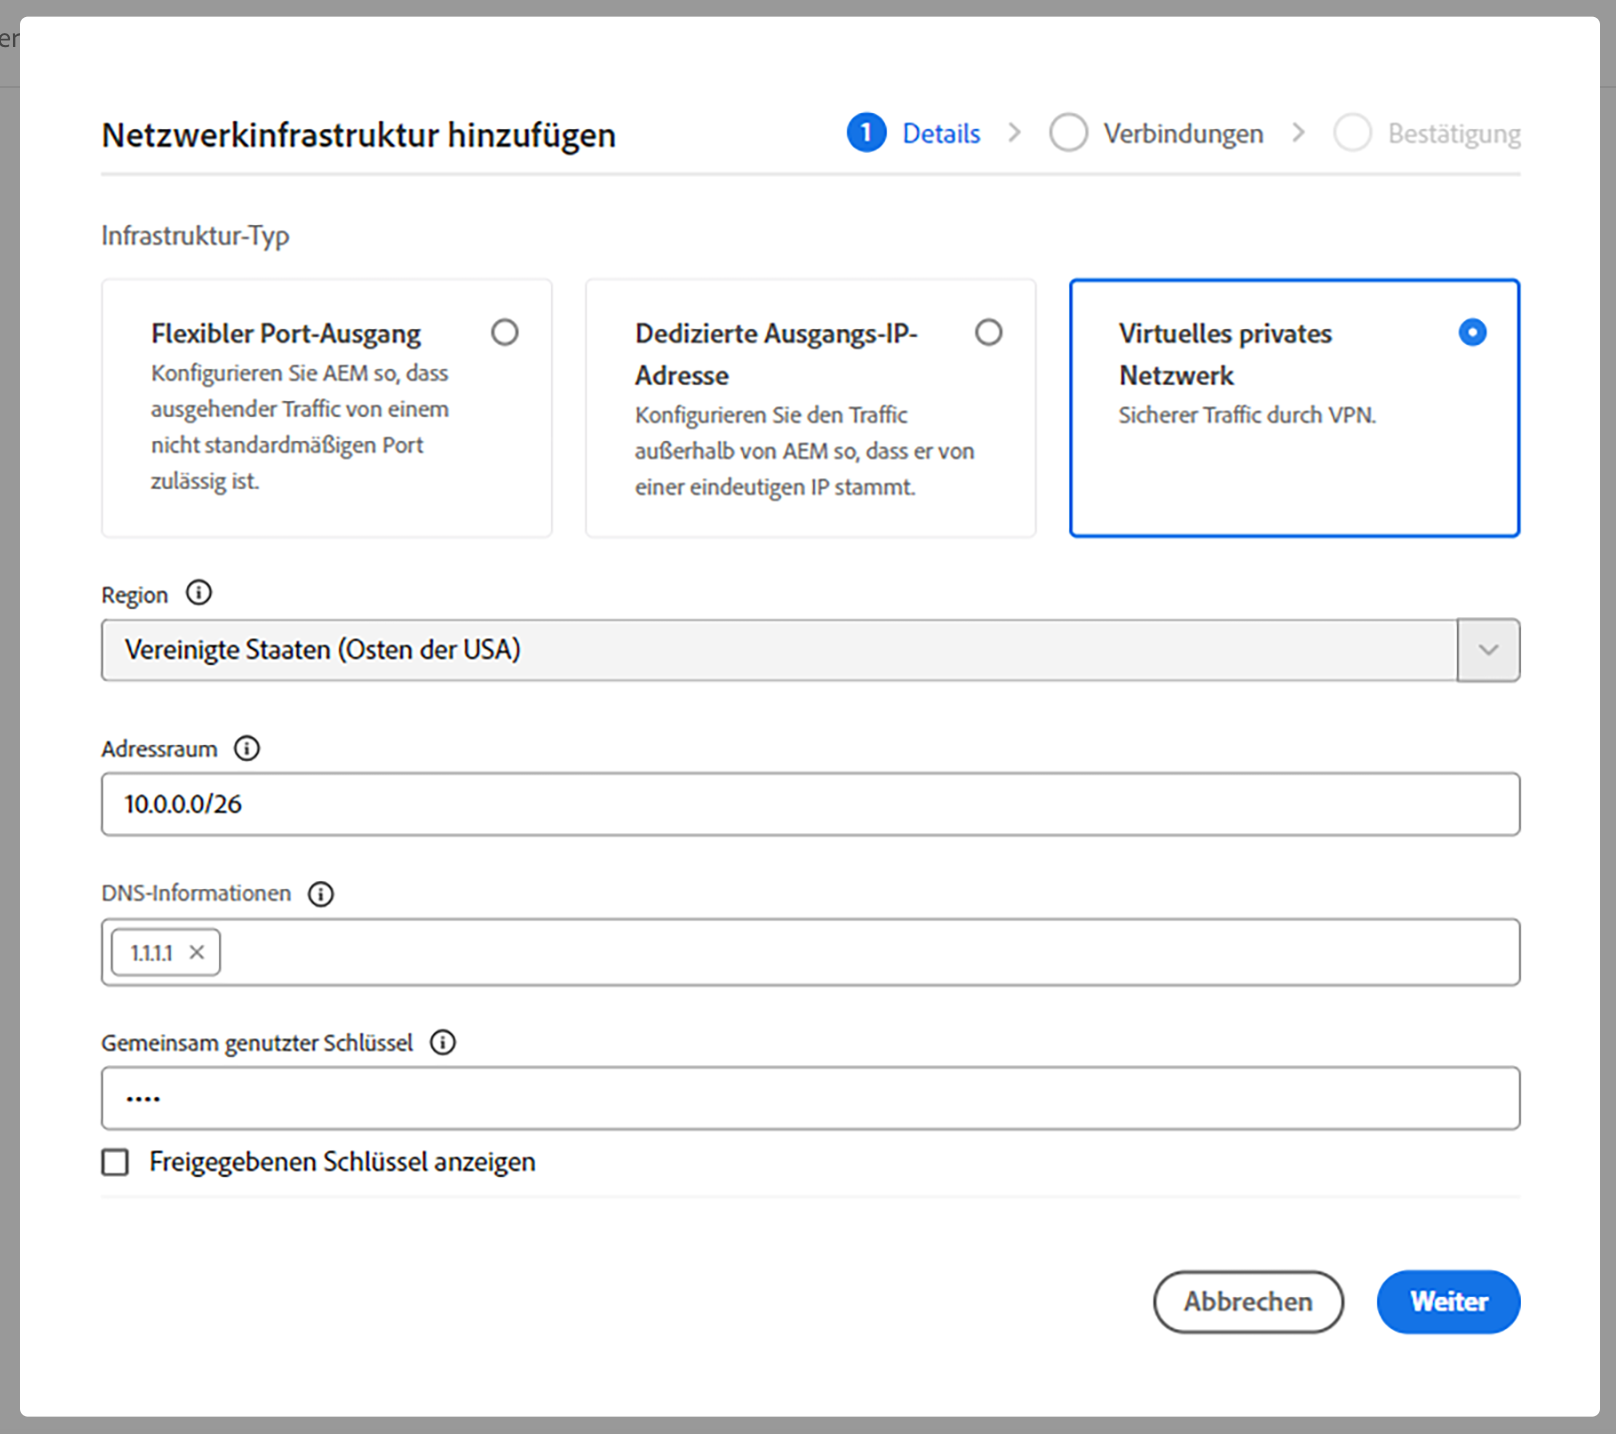 er
Netzwerkinfrastruktur hinzufügen
1 Details > Verbindungen > Bestätigung
Infrastruktur-Typ
Flexibler Port-Ausgang
Konfigurieren Sie AEM so, dass
ausgehender Traffic von einem
nicht standardmäßigen Port
zulässig ist.
Dedizierte Ausgangs-IP-
Adresse
Konfigurieren Sie den Traffic
außerhalb von AEM so, dass er von
einer eindeutigen IP stammt.
Virtuelles privates
Netzwerk
Sicherer Traffic durch VPN.
Region
Vereinigte Staaten (Osten der USA)
Adressraum
10.0.0.0/26
DNS-Informationen
1.1.1.1
Gemeinsam genutzter Schlüssel
••••
Freigegebenen Schlüssel anzeigen
Abbrechen
Weiter